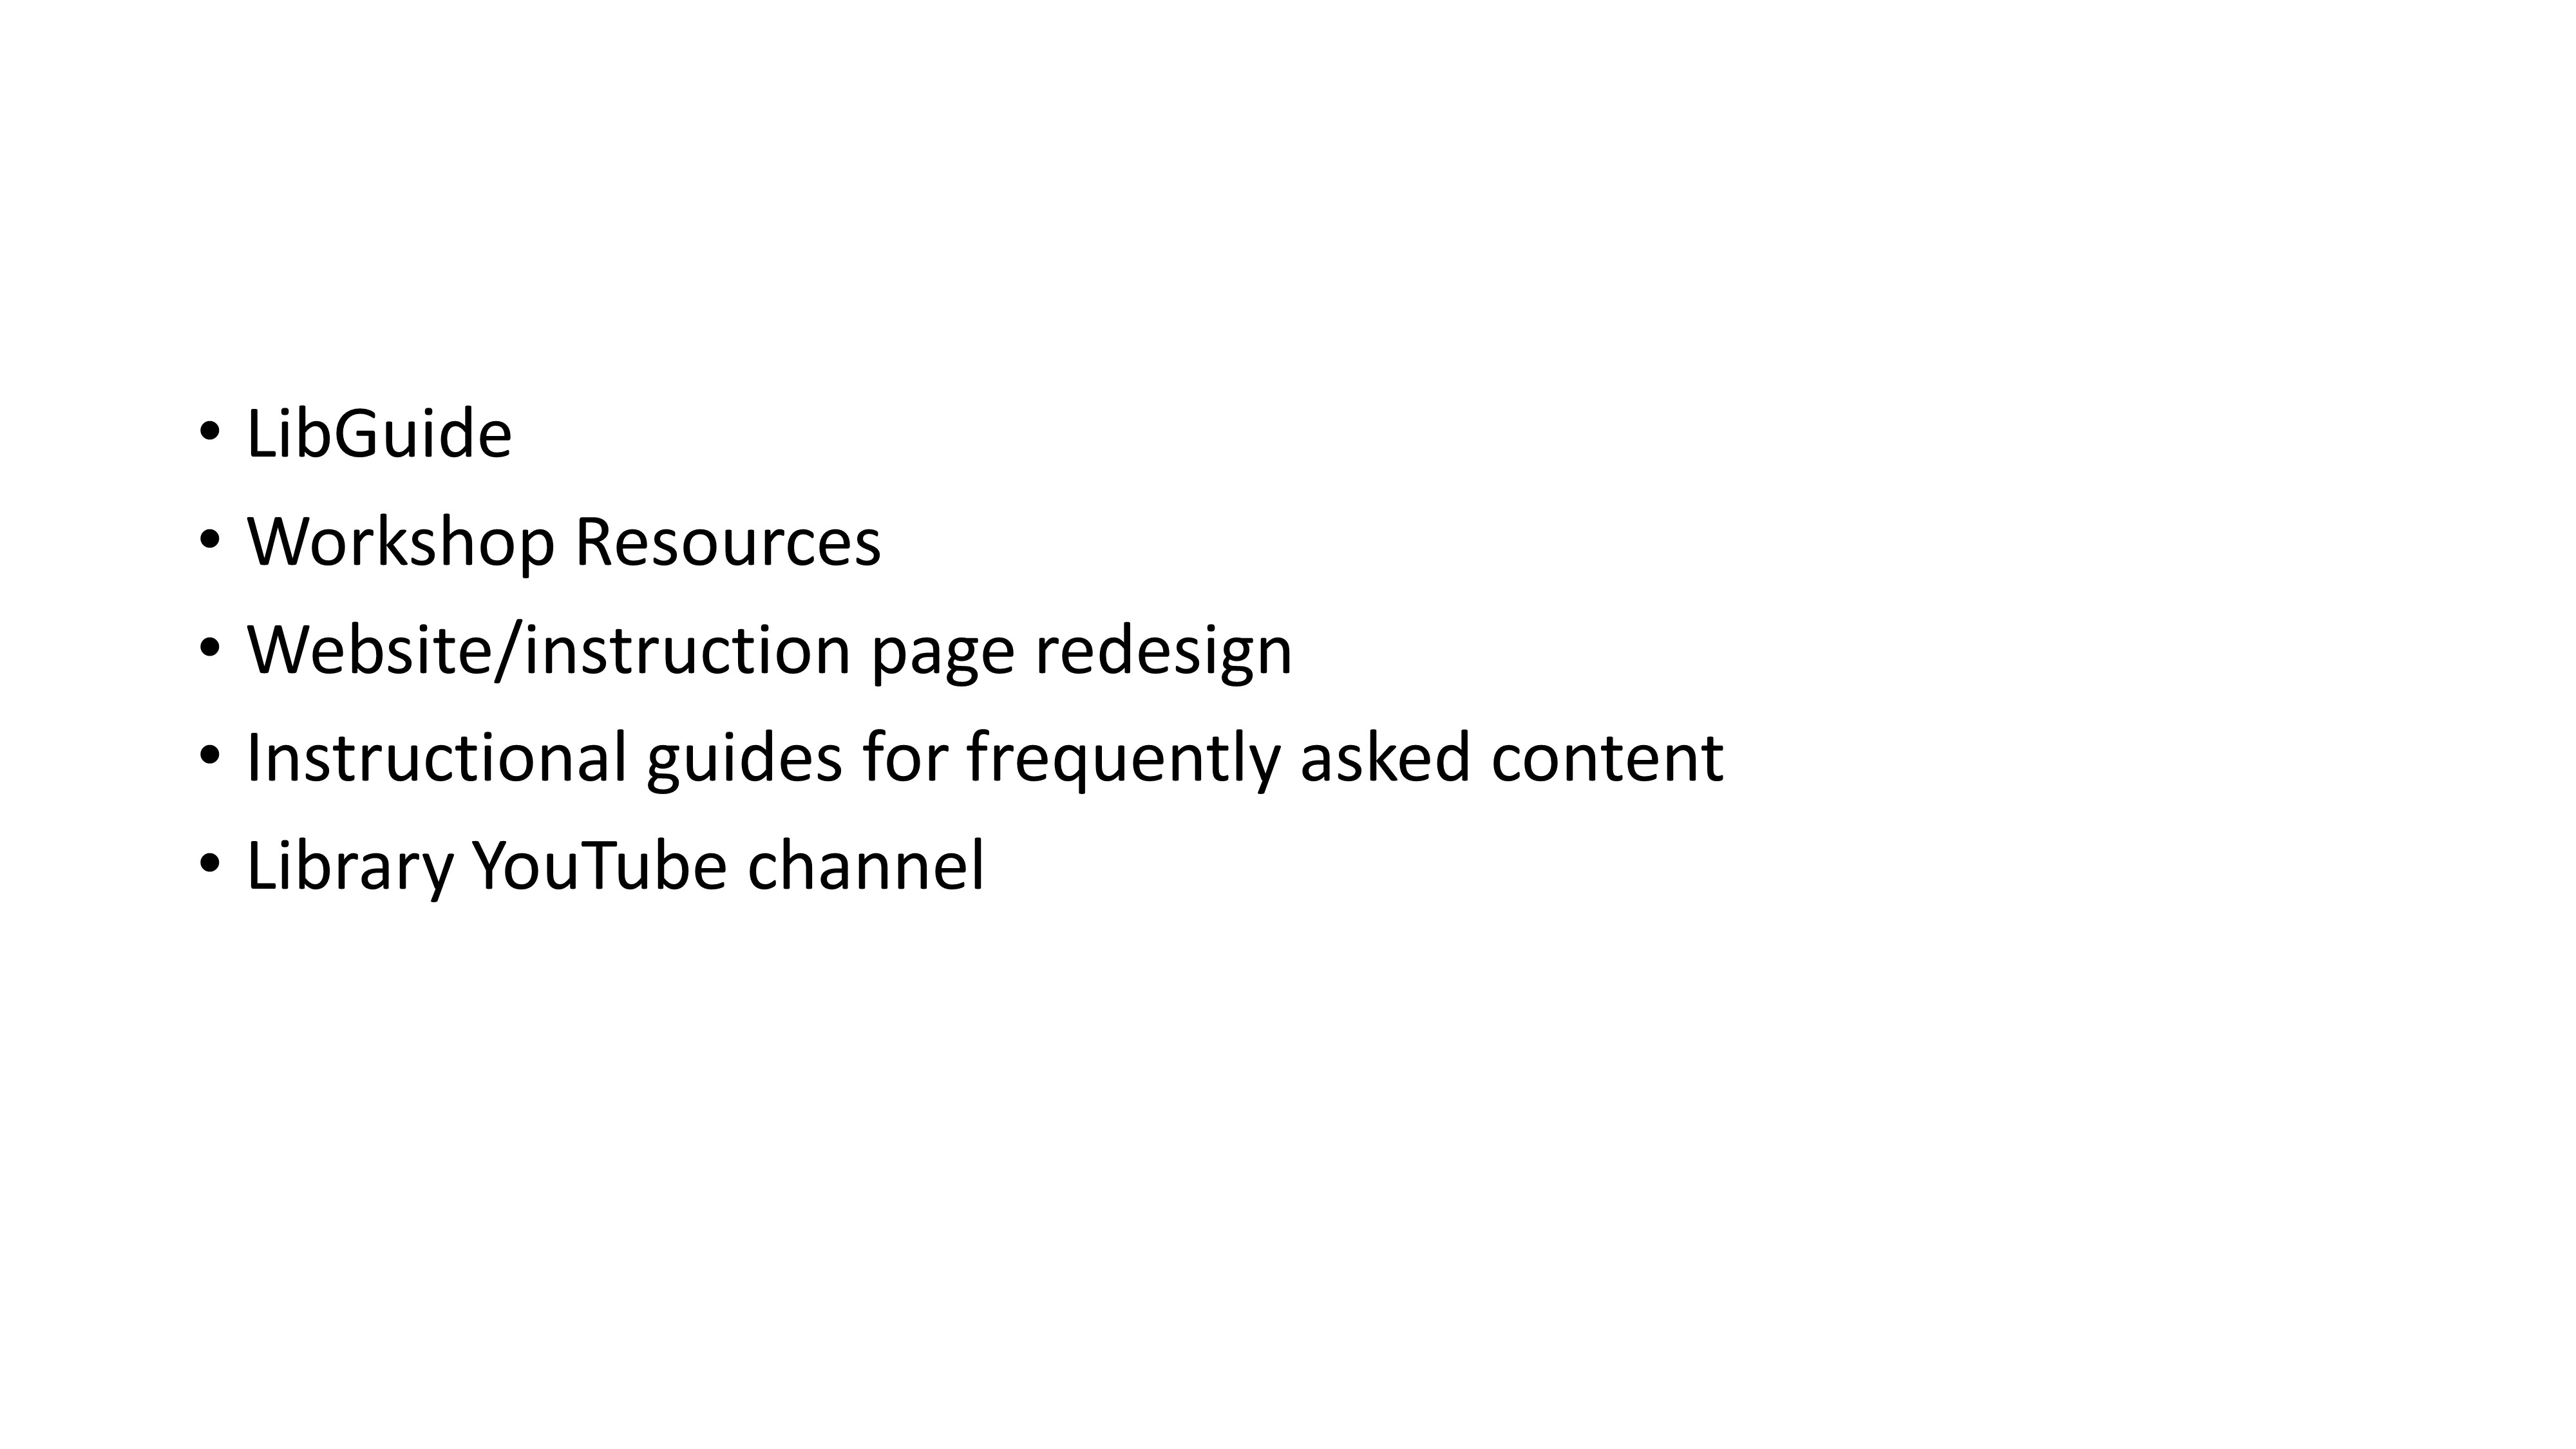 • LibGuide
• Workshop Resources
• Website/instruction page redesign
• Instructional guides for frequently asked content
• Library YouTube channel